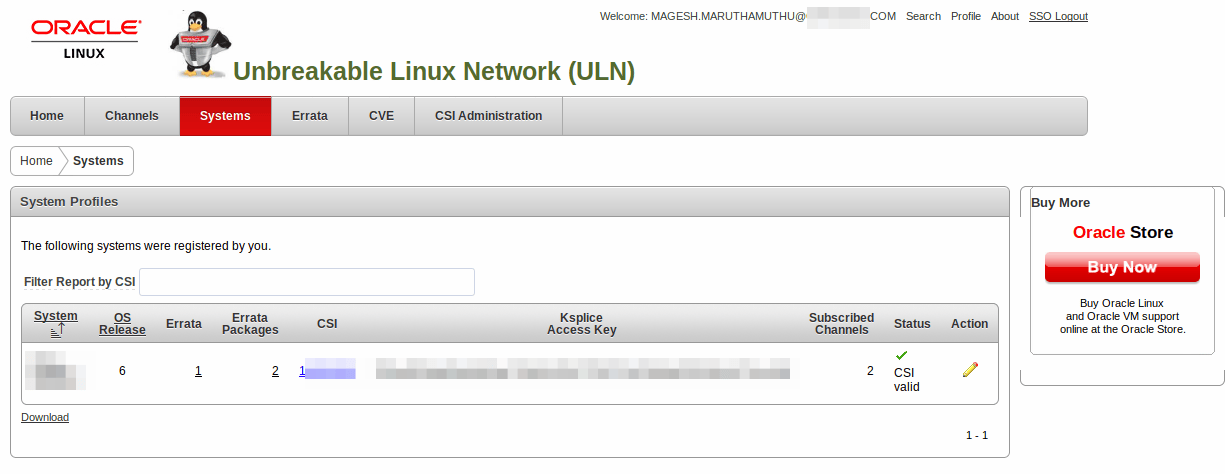 Welcome: MAGESH.MARUTHAMUTHU@ COM Search Profile About SSO Logout
ORACLE
LINUX
ORACLE
Unbreakable Linux Network (ULN)
Home Channels Systems Errata CVE CSI Administration
Home Systems
System Profiles
The following systems were registered by you.
Filter Report by CSI
System OS Release Errata Errata Packages CSI Ksplice Access Key Subscribed Channels Status Action
6 1 2 1 2 CSI valid
Download
1 - 1
Buy More
Oracle Store
Buy Now
Buy Oracle Linux
and Oracle VM support
online at the Oracle Store.